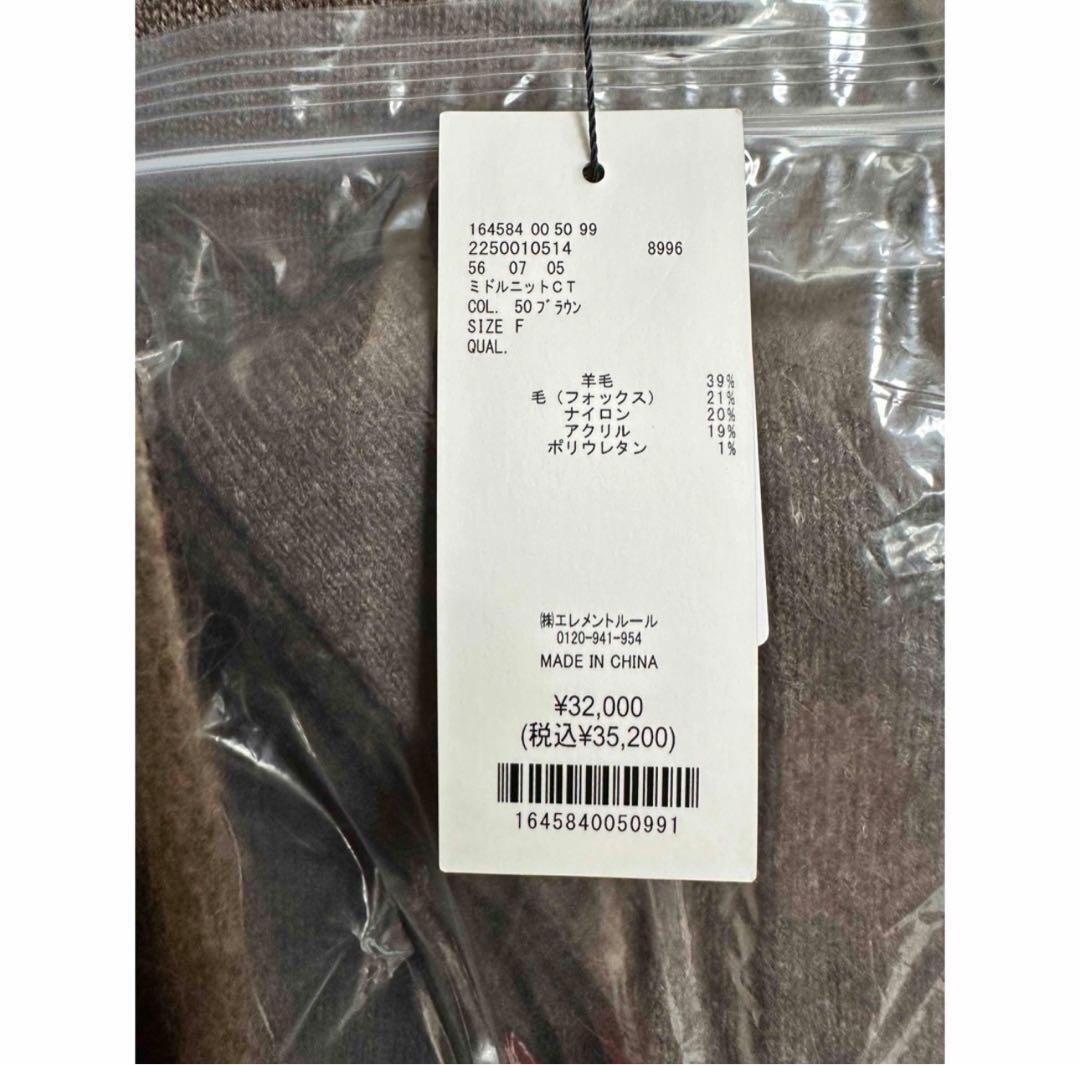 164584 00 50 99
2250010514 8996
56 07 05
ミドルニットCT
COL. 50ブラウン
SIZE F
QUAL.
羊毛 39%
毛(フォックス) 21%
ナイロン 20%
アクリル 19%
ポリウレタン 1%
㈱エレメントルール
0120-941-954
MADE IN CHINA
¥32,000
(税込¥35,200)
1645840050991